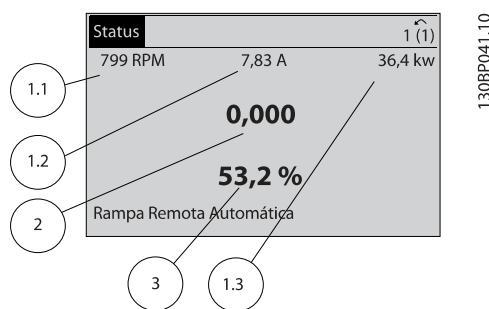 Status
1 (1)
799 RPM 7,83 A 36,4 kw
0,000
53,2 %
Rampa Remota Automática
1.1
1.2
2
3
1.3
130BP041.10